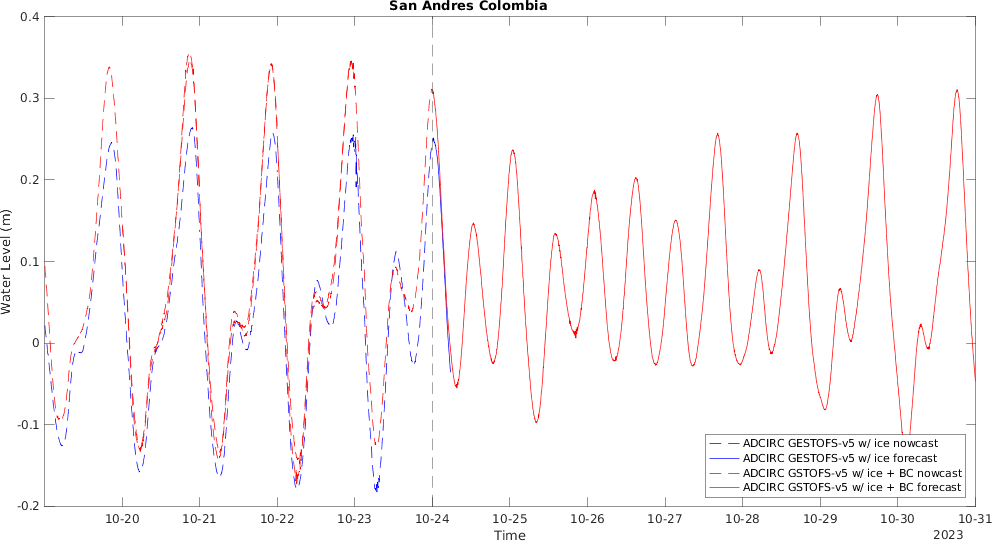 San Andres Colombia
Water Level (m)
0.4
0.3
0.2
0.1
0
-0.1
-0.2
ADCIRC GESTOFS-v5 w/ ice nowcast
ADCIRC GESTOFS-v5 w/ ice forecast
ADCIRC GSTOFS-v5 w/ ice + BC nowcast
ADCIRC GSTOFS-v5 w/ ice + BC forecast
10-20 10-21 10-22 10-23 10-24 10-25 10-26 10-27 10-28 10-29 10-30 10-31
Time
2023